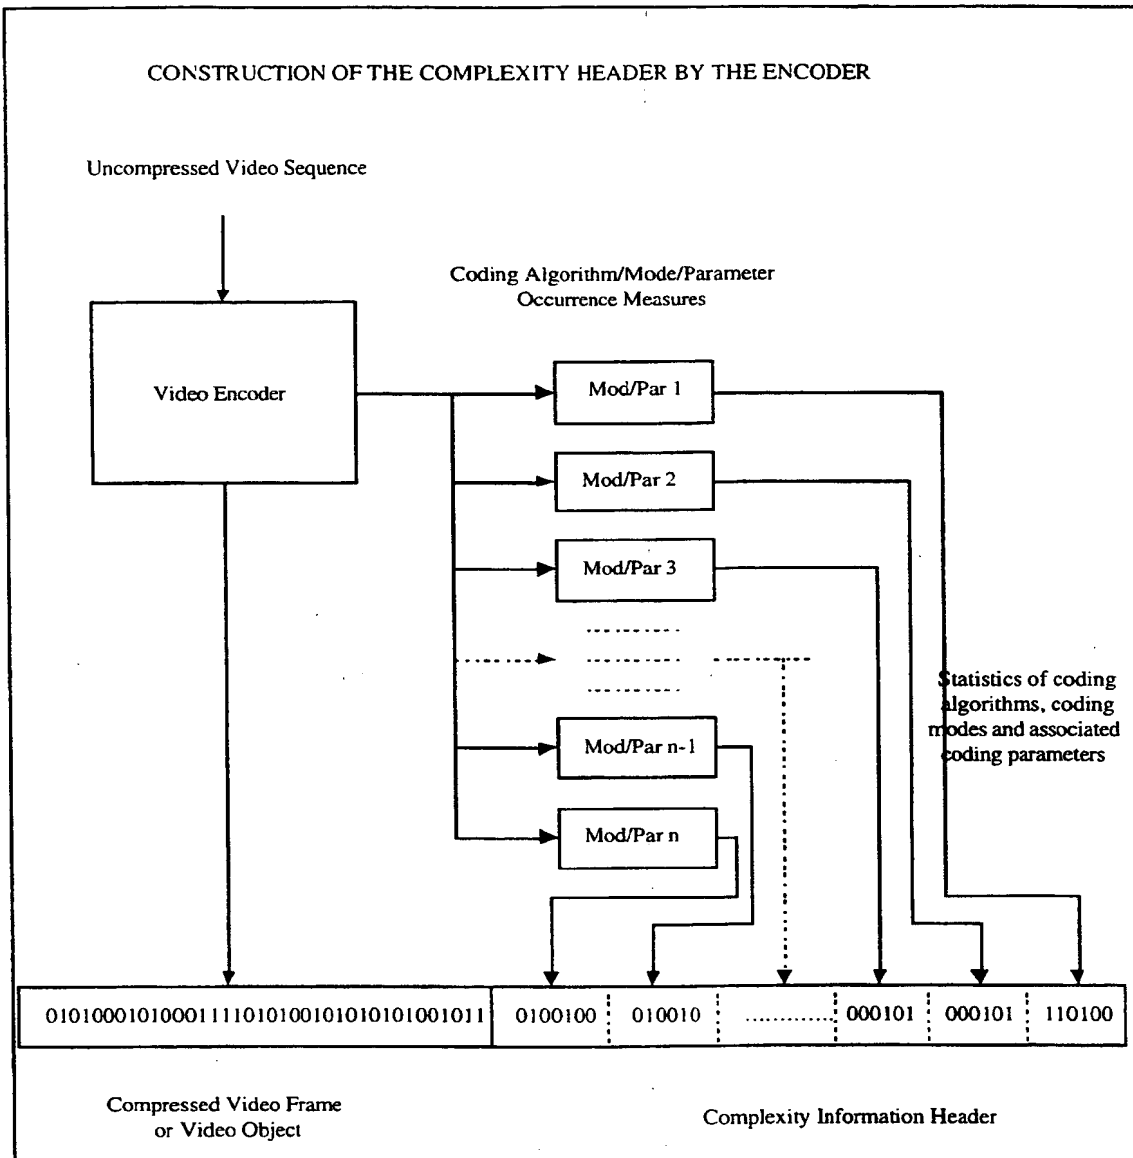 CONSTRUCTION OF THE COMPLEXITY HEADER BY THE ENCODER
Uncompressed Video Sequence
Coding Algorithm/Mode/Parameter
Occurrence Measures
Video Encoder
Mod/Par 1
Mod/Par 2
Mod/Par 3
Statistics of coding
algorithms, coding
modes and associated
coding parameters
Mod/Par n-1
Mod/Par n
01010001010001111010100101010101001011 0100100 010010 ............. 000101 000101 110100
Compressed Video Frame
or Video Object
Complexity Information Header